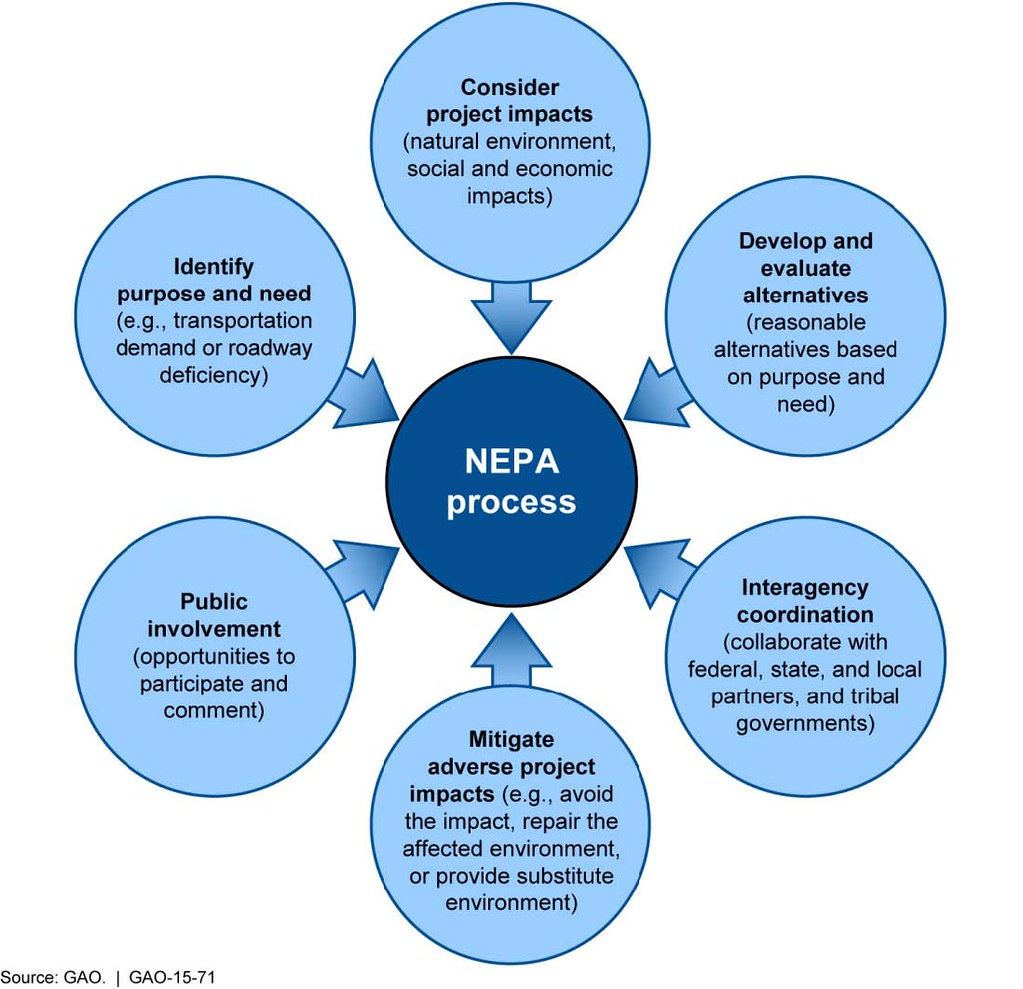 Consider
project impacts
(natural environment,
social and economic
impacts)
Identify
purpose and need
(e.g., transportation
demand or roadway
deficiency)
Develop and
evaluate
alternatives
(reasonable
alternatives based
on purpose and
need)
NEPA
process
Public
involvement
(opportunities to
participate and
comment)
Interagency
coordination
(collaborate with
federal, state, and local
partners, and tribal
governments)
Mitigate
adverse project
impacts (e.g., avoid
the impact, repair the
affected environment,
or provide substitute
environment)
Source: GAO. | GAO-15-71